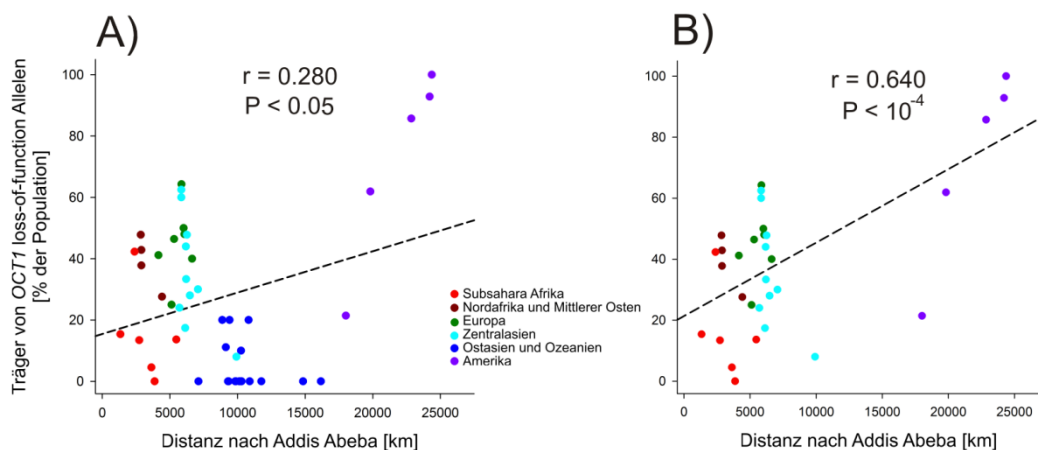 A)
r = 0.280
P < 0.05
Träger von OCT1 loss-of-function Allelen
[% der Population]
100
80
60
40
20
0
0
5000
10000
15000
20000
25000
Distanz nach Addis Abeba [km]
Subsahara Afrika
Nordafrika und Mittlerer Osten
Europa
Zentralasien
Ostasien und Ozeanien
Amerika
B)
r = 0.640
P < 10⁻⁴
100
80
60
40
20
0
0
5000
10000
15000
20000
25000
Distanz nach Addis Abeba [km]